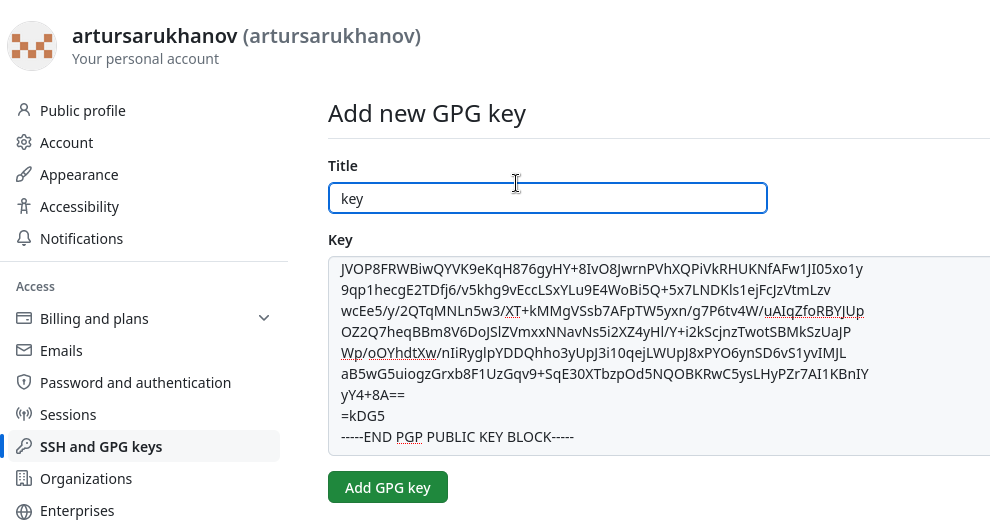 artursarukhanov (artursarukhanov)
Your personal account
Public profile
Account
Appearance
Accessibility
Notifications
Access
Billing and plans
Emails
Password and authentication
Sessions
SSH and GPG keys
Organizations
Enterprises
Add new GPG key
Title
key
Key
JVOP8FRWBiwQYVK9eKqH876gyHY+8IvO8JwrnPVhXQPiVkRHUKNfAFw1JI05xo1y
9qp1hecgE2TDfj6/v5khg9vEccLSxYLu9E4WoBi5Q+5x7LNDKls1ejFcJzVtmLzv
wcEe5/y/2QTqMNLn5w3/XT+kMMgVSsb7AFpTW5yxn/g7P6tv4W/uAIqZfoRBYJUp
OZ2Q7heqBBm8V6DoJSlZVmxxNNavNs5i2XZ4yHl/Y+i2kScjnzTwotSBMkSzUaJP
Wp/oOYhdtXw/nIiRyglpYDDQhho3yUpJ3i10qejLWUpJ8xPYO6ynSD6vS1yvIMJL
aB5wG5uiogzGrxb8F1UzGqv9+SqE30XTbzpOd5NQOBKRwC5ysLHyPZr7AI1KBnIY
yY4+8A==
=kDG5
-----END PGP PUBLIC KEY BLOCK-----
Add GPG key